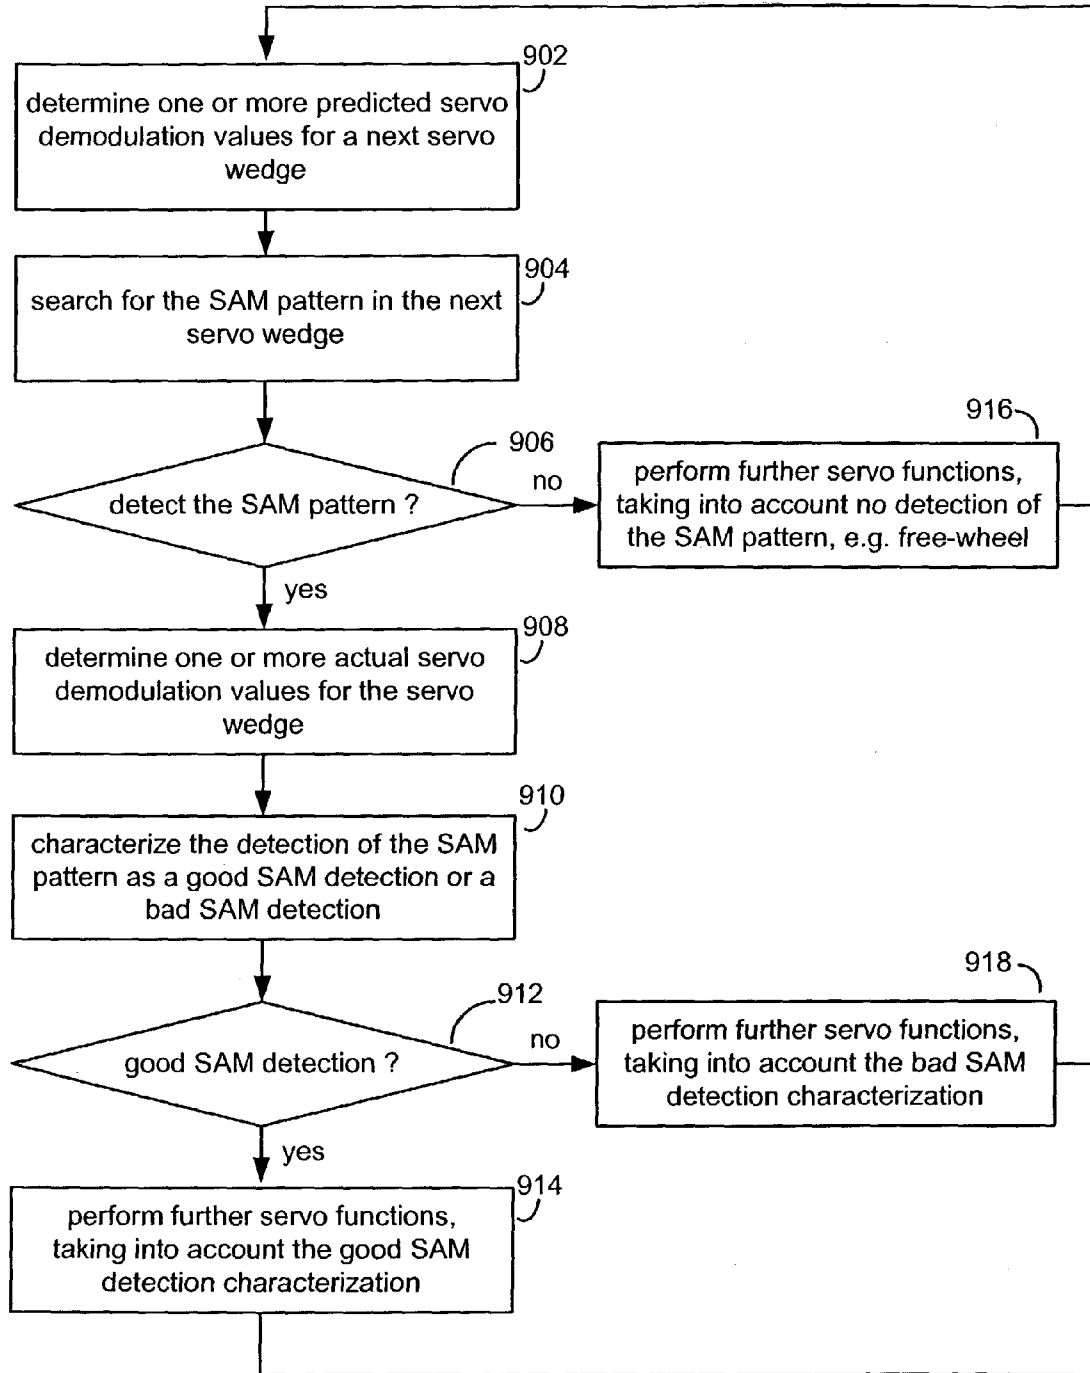 902
determine one or more predicted servo
demodulation values for a next servo
wedge
904
search for the SAM pattern in the next
servo wedge
906
detect the SAM pattern ?
no
yes
916
perform further servo functions,
taking into account no detection of
the SAM pattern, e.g. free-wheel
908
determine one or more actual servo
demodulation values for the servo
wedge
910
characterize the detection of the SAM
pattern as a good SAM detection or a
bad SAM detection
912
good SAM detection ?
no
yes
918
perform further servo functions,
taking into account the bad SAM
detection characterization
914
perform further servo functions,
taking into account the good SAM
detection characterization